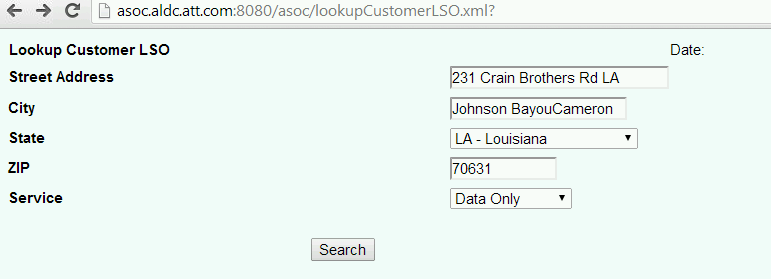 asoc.aldc.att.com:8080/asoc/lookupCustomerLSO.xml?
Lookup Customer LSO Date:
Street Address 231 Crain Brothers Rd LA
City Johnson BayouCameron
State LA - Louisiana
ZIP 70631
Service Data Only
Search